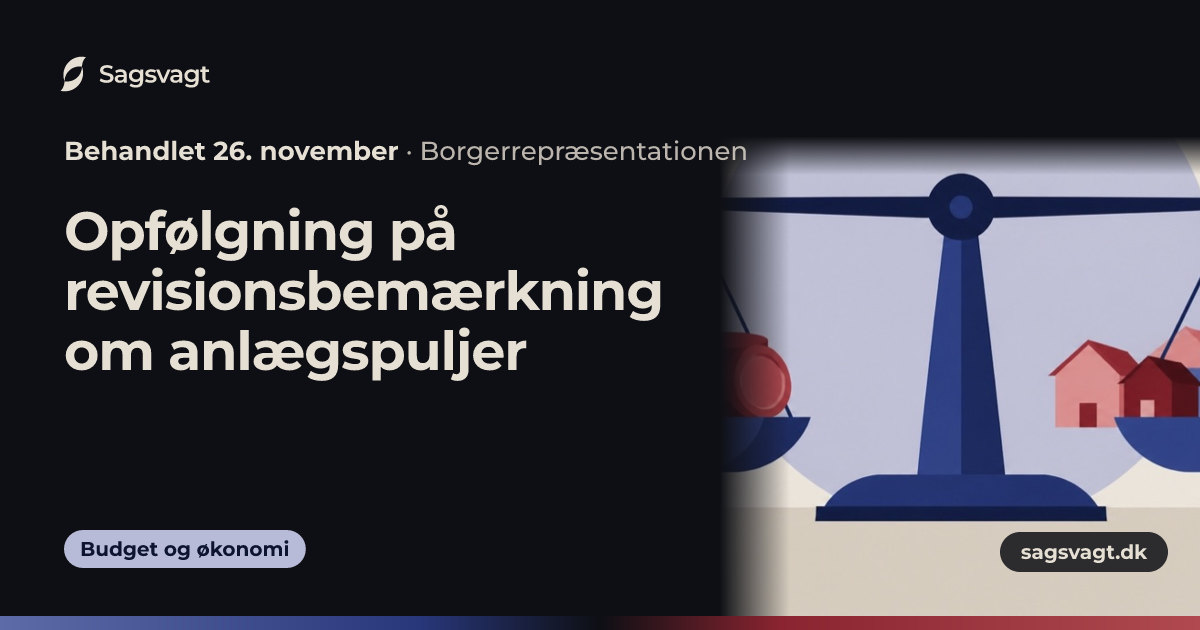 Sagsvagt
Behandlet 26. november · Borgerrepræsentationen
Opfølgning på
revisionsbemærkning
om anlægspuljer
Budget og økonomi
sagsvagt.dk